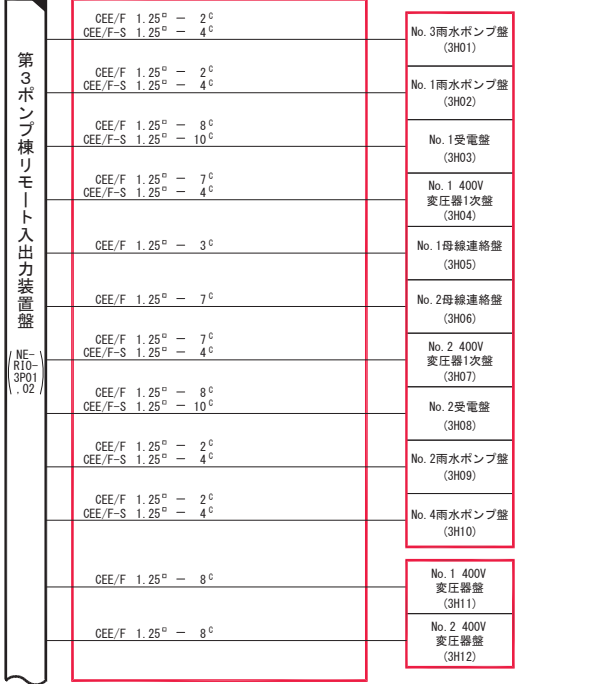 第3ポンプ棟リモート入出力装置盤
(NE-
RIO-
3P01
,02)
CEE/F 1.25□ － 2C
CEE/F-S 1.25□ － 4C
No.3雨水ポンプ盤
(3H01)
CEE/F 1.25□ － 2C
CEE/F-S 1.25□ － 4C
No.1雨水ポンプ盤
(3H02)
CEE/F 1.25□ － 8C
CEE/F-S 1.25□ － 10C
No.1受電盤
(3H03)
CEE/F 1.25□ － 7C
CEE/F-S 1.25□ － 4C
No.1 400V
変圧器1次盤
(3H04)
CEE/F 1.25□ － 3C
No.1母線連絡盤
(3H05)
CEE/F 1.25□ － 7C
No.2母線連絡盤
(3H06)
CEE/F 1.25□ － 7C
CEE/F-S 1.25□ － 4C
No.2 400V
変圧器1次盤
(3H07)
CEE/F 1.25□ － 8C
CEE/F-S 1.25□ － 10C
No.2受電盤
(3H08)
CEE/F 1.25□ － 2C
CEE/F-S 1.25□ － 4C
No.2雨水ポンプ盤
(3H09)
CEE/F 1.25□ － 2C
CEE/F-S 1.25□ － 4C
No.4雨水ポンプ盤
(3H10)
CEE/F 1.25□ － 8C
No.1 400V
変圧器盤
(3H11)
CEE/F 1.25□ － 8C
No.2 400V
変圧器盤
(3H12)